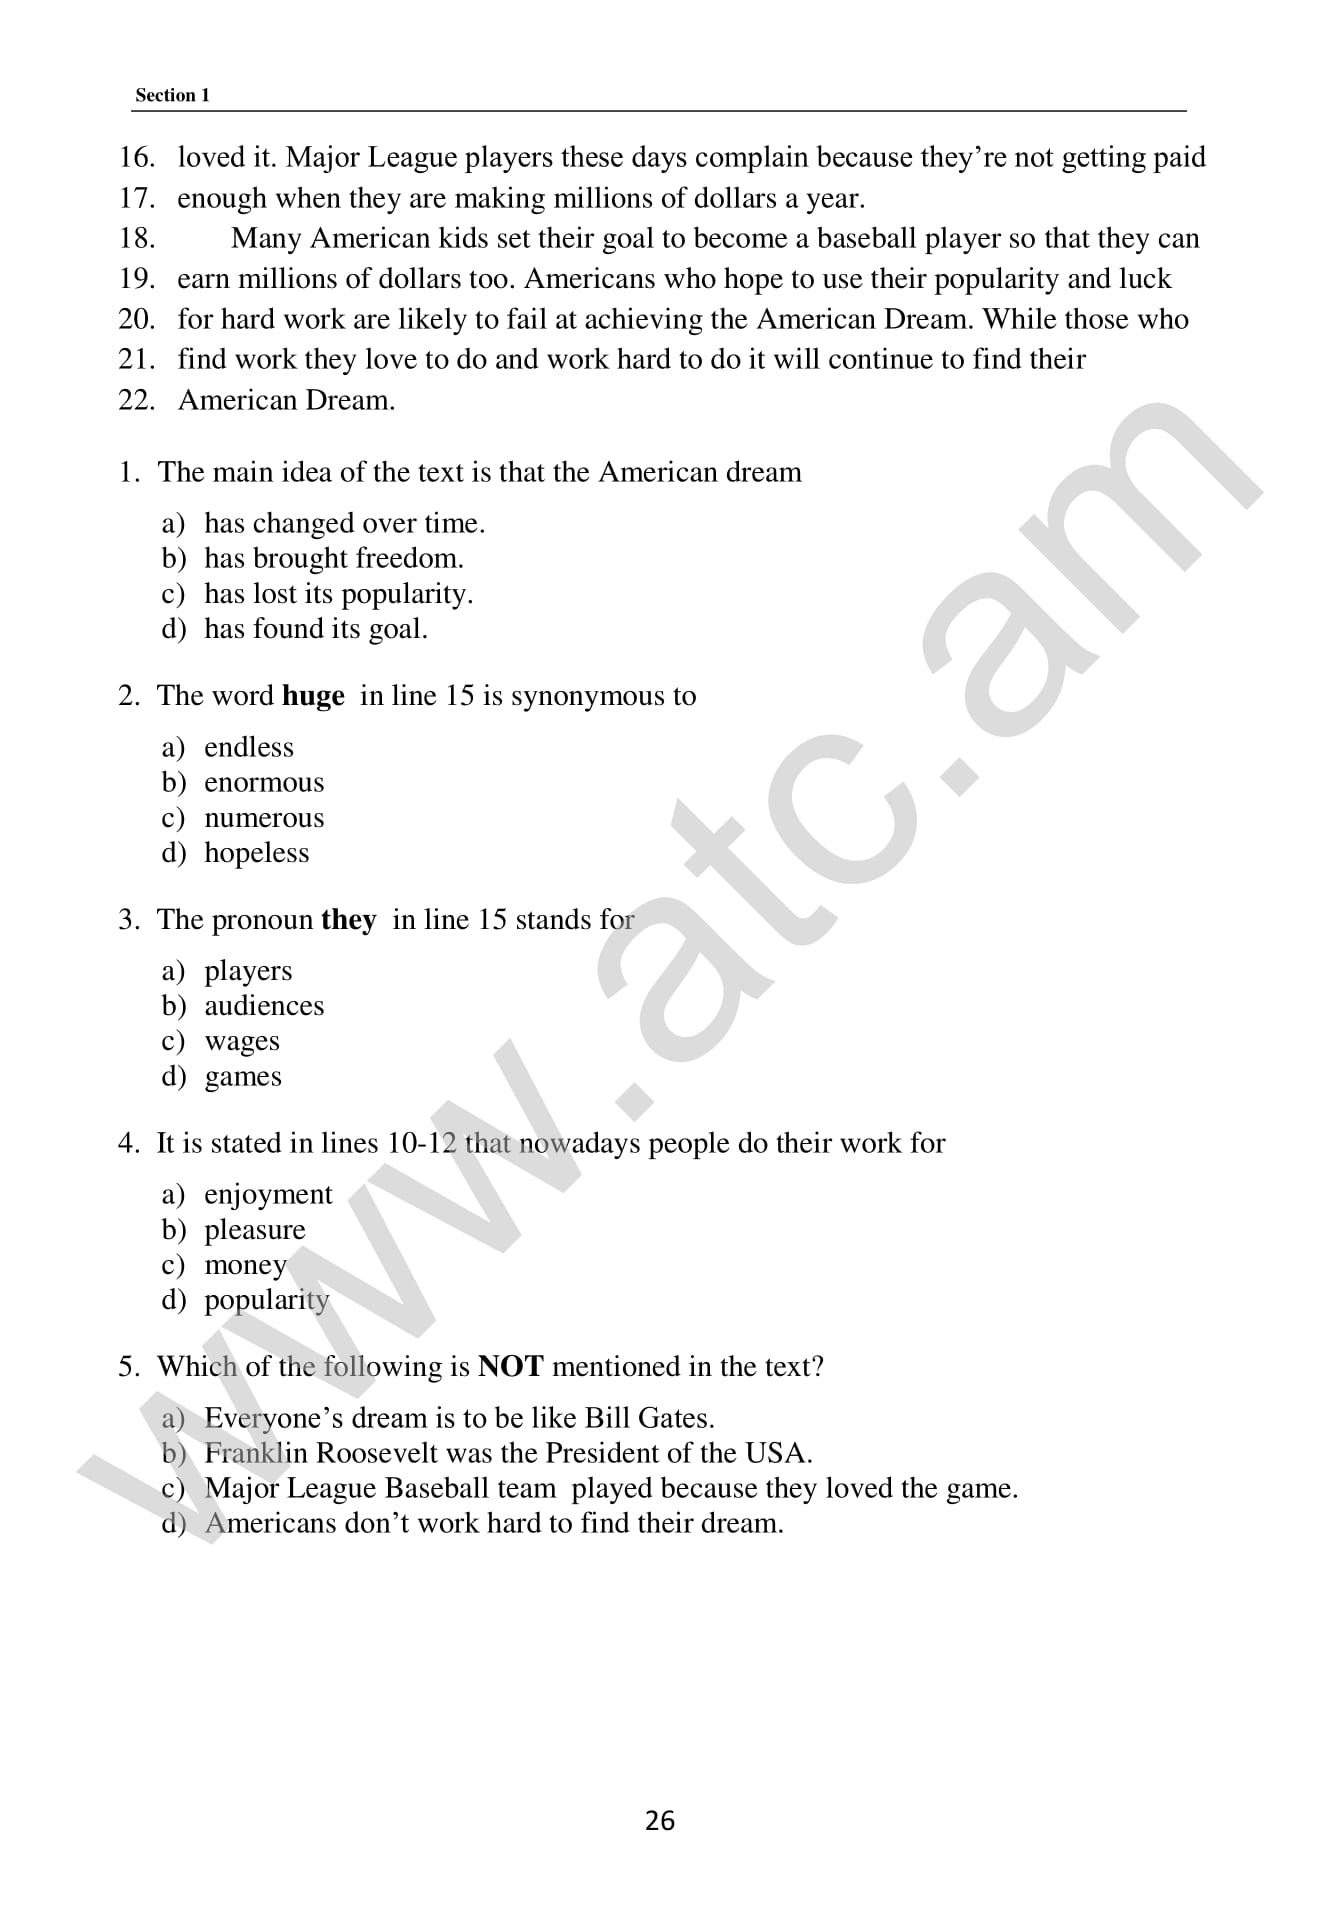 Section 1
16. loved it. Major League players these days complain because they’re not getting paid
17. enough when they are making millions of dollars a year.
18. Many American kids set their goal to become a baseball player so that they can
19. earn millions of dollars too. Americans who hope to use their popularity and luck
20. for hard work are likely to fail at achieving the American Dream. While those who
21. find work they love to do and work hard to do it will continue to find their
22. American Dream.
1. The main idea of the text is that the American dream
a) has changed over time.
b) has brought freedom.
c) has lost its popularity.
d) has found its goal.
2. The word huge in line 15 is synonymous to
a) endless
b) enormous
c) numerous
d) hopeless
3. The pronoun they in line 15 stands for
a) players
b) audiences
c) wages
d) games
4. It is stated in lines 10-12 that nowadays people do their work for
a) enjoyment
b) pleasure
c) money
d) popularity
5. Which of the following is NOT mentioned in the text?
a) Everyone’s dream is to be like Bill Gates.
b) Franklin Roosevelt was the President of the USA.
c) Major League Baseball team played because they loved the game.
d) Americans don’t work hard to find their dream.
26
www.atc.am